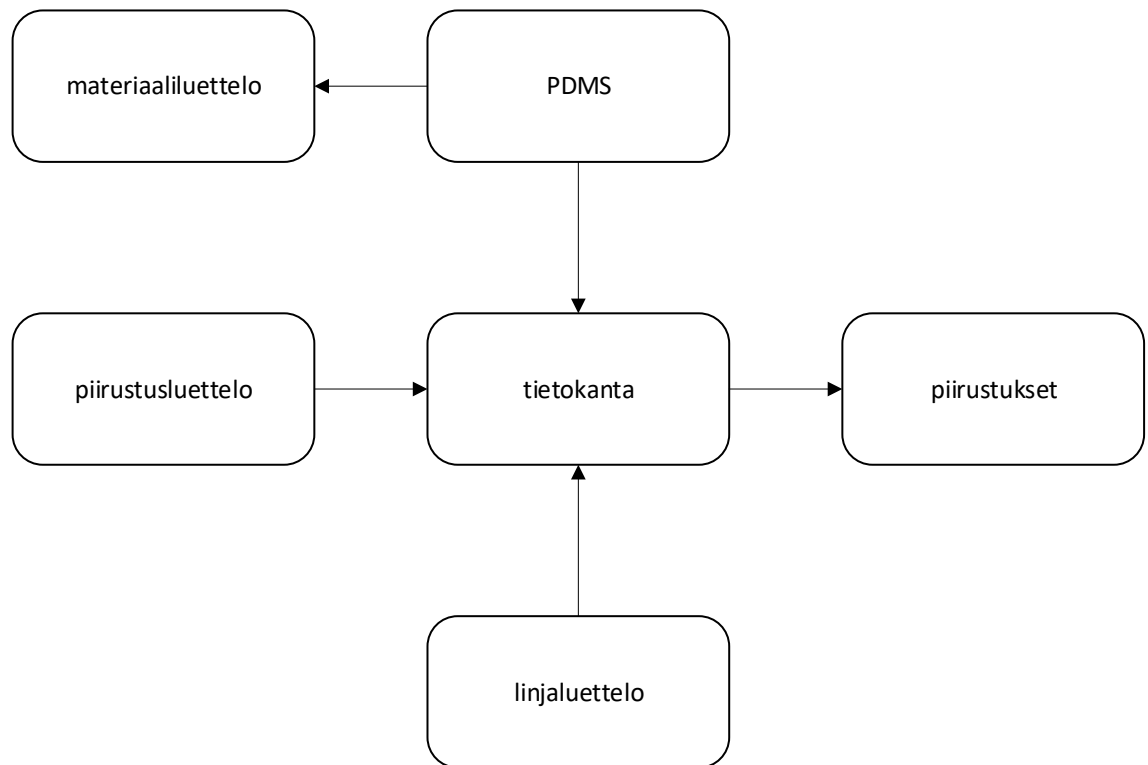 materiaaliluettelo
PDMS
piirustusluettelo
tietokanta
piirustukset
linjaluettelo